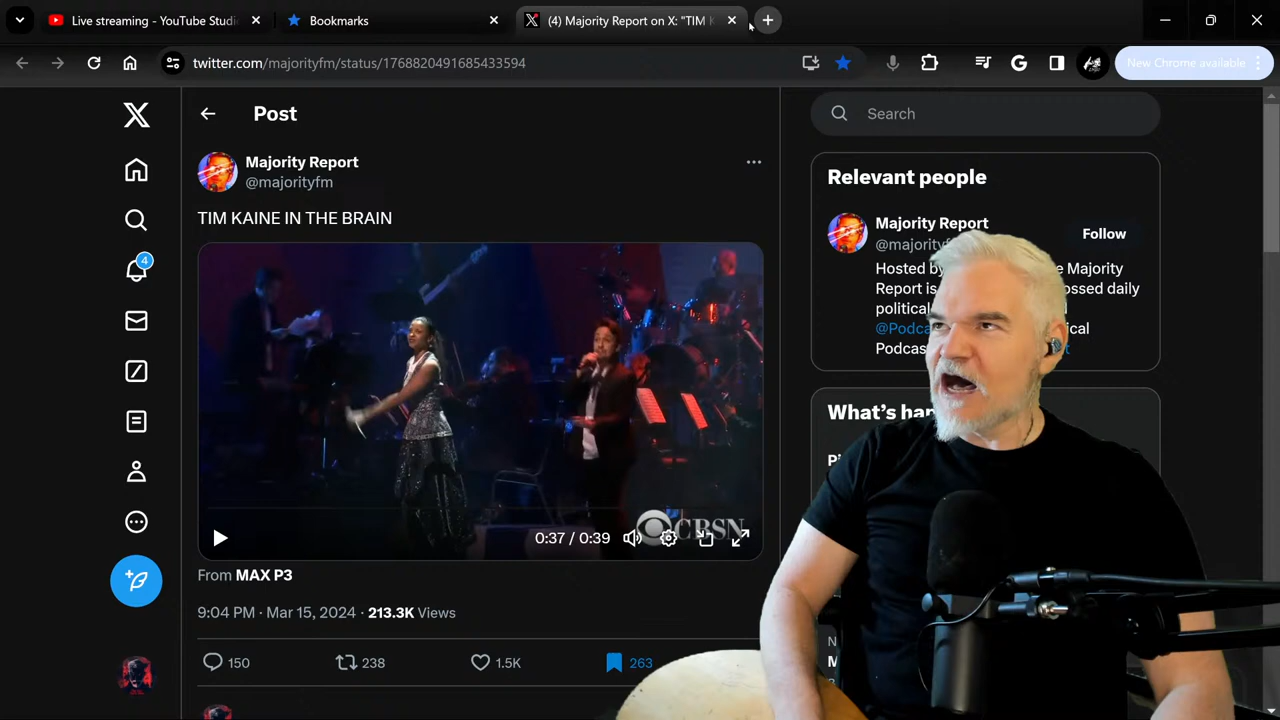 Live streaming - YouTube Studi
Bookmarks
(4) Majority Report on X: "TIM K
twitter.com/majorityfm/status/1768820491685433594
New Chrome available
Post
Search
Majority Report
@majorityfm
TIM KAINE IN THE BRAIN
CBSN
0:37 / 0:39
From MAX P3
9:04 PM · Mar 15, 2024 · 213.3K Views
150
238
1.5K
263
4
Relevant people
Majority Report
@majorityf
Follow
Hosted by
e Majority
Report is
ossed daily
political
@Podca
ical
Podcas
What's hap